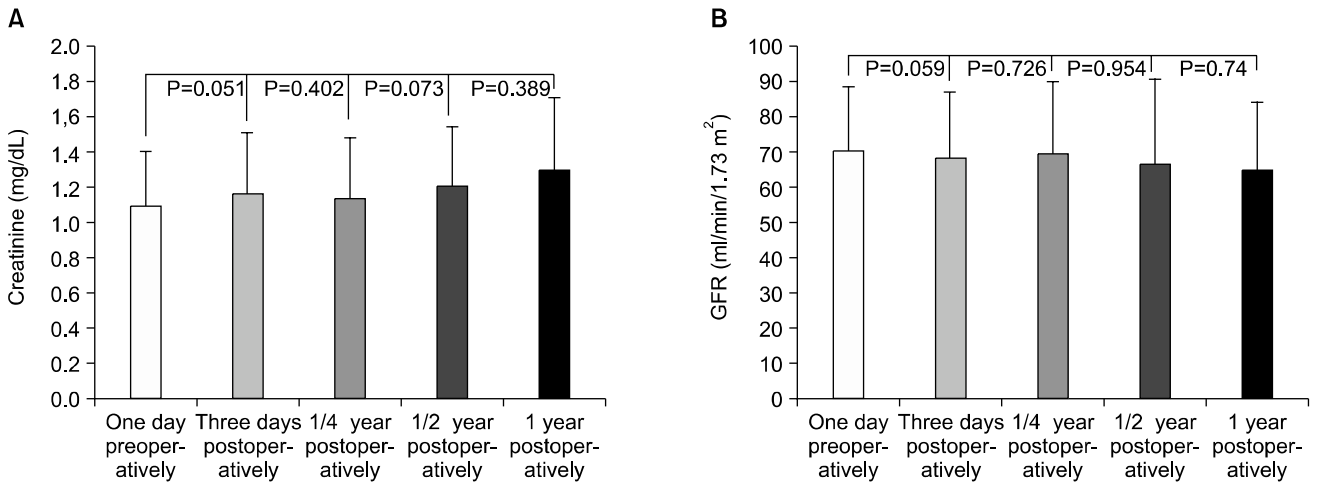 A
Creatinine (mg/dL)
2.0
1.8
1,6
1.4
1.2
1.0
0.8
0.6
0.4
0.2
0.0
P=0.051
P=0.402
P=0.073
P=0.389
One day
preoper-
atively
Three days
postoper-
atively
1/4 year
postoper-
atively
1/2 year
postoper-
atively
1 year
postoper-
atively
B
GFR (ml/min/1.73 m²)
100
90
80
70
60
50
40
30
20
10
0
P=0.059
P=0.726
P=0.954
P=0.74
One day
preoper-
atively
Three days
postoper-
atively
1/4 year
postoper-
atively
1/2 year
postoper-
atively
1 year
postoper-
atively